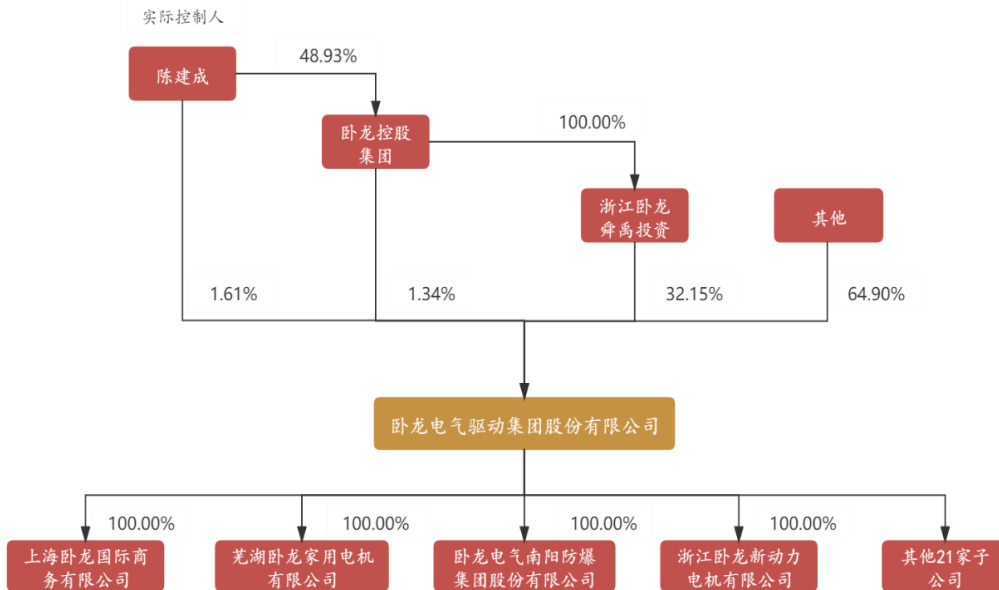 实际控制人
48.93%
陈建成
卧龙控股
集团
100.00%
浙江卧龙
舜禹投资
其他
1.61%
1.34%
32.15%
64.90%
卧龙电气驱动集团股份有限公司
100.00%
100.00%
100.00%
100.00%
上海卧龙国际商
务有限公司
芜湖卧龙家用电机
有限公司
卧龙电气南阳防爆
集团股份有限公司
浙江卧龙新动力
电机有限公司
其他21家子
公司